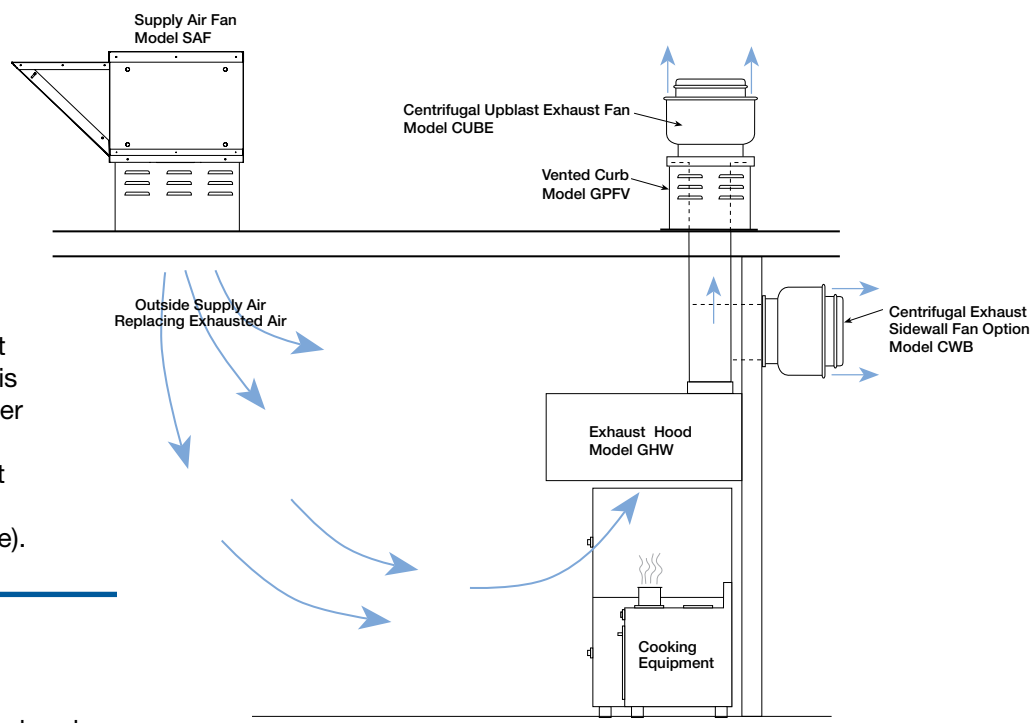 Supply Air Fan
Model SAF
Centrifugal Upblast Exhaust Fan
Model CUBE
Vented Curb
Model GPFV
Outside Supply Air
Replacing Exhausted Air
Centrifugal Exhaust
Sidewall Fan Option
Model CWB
Exhaust Hood
Model GHW
Cooking
Equipment
t
is
er
t
e).